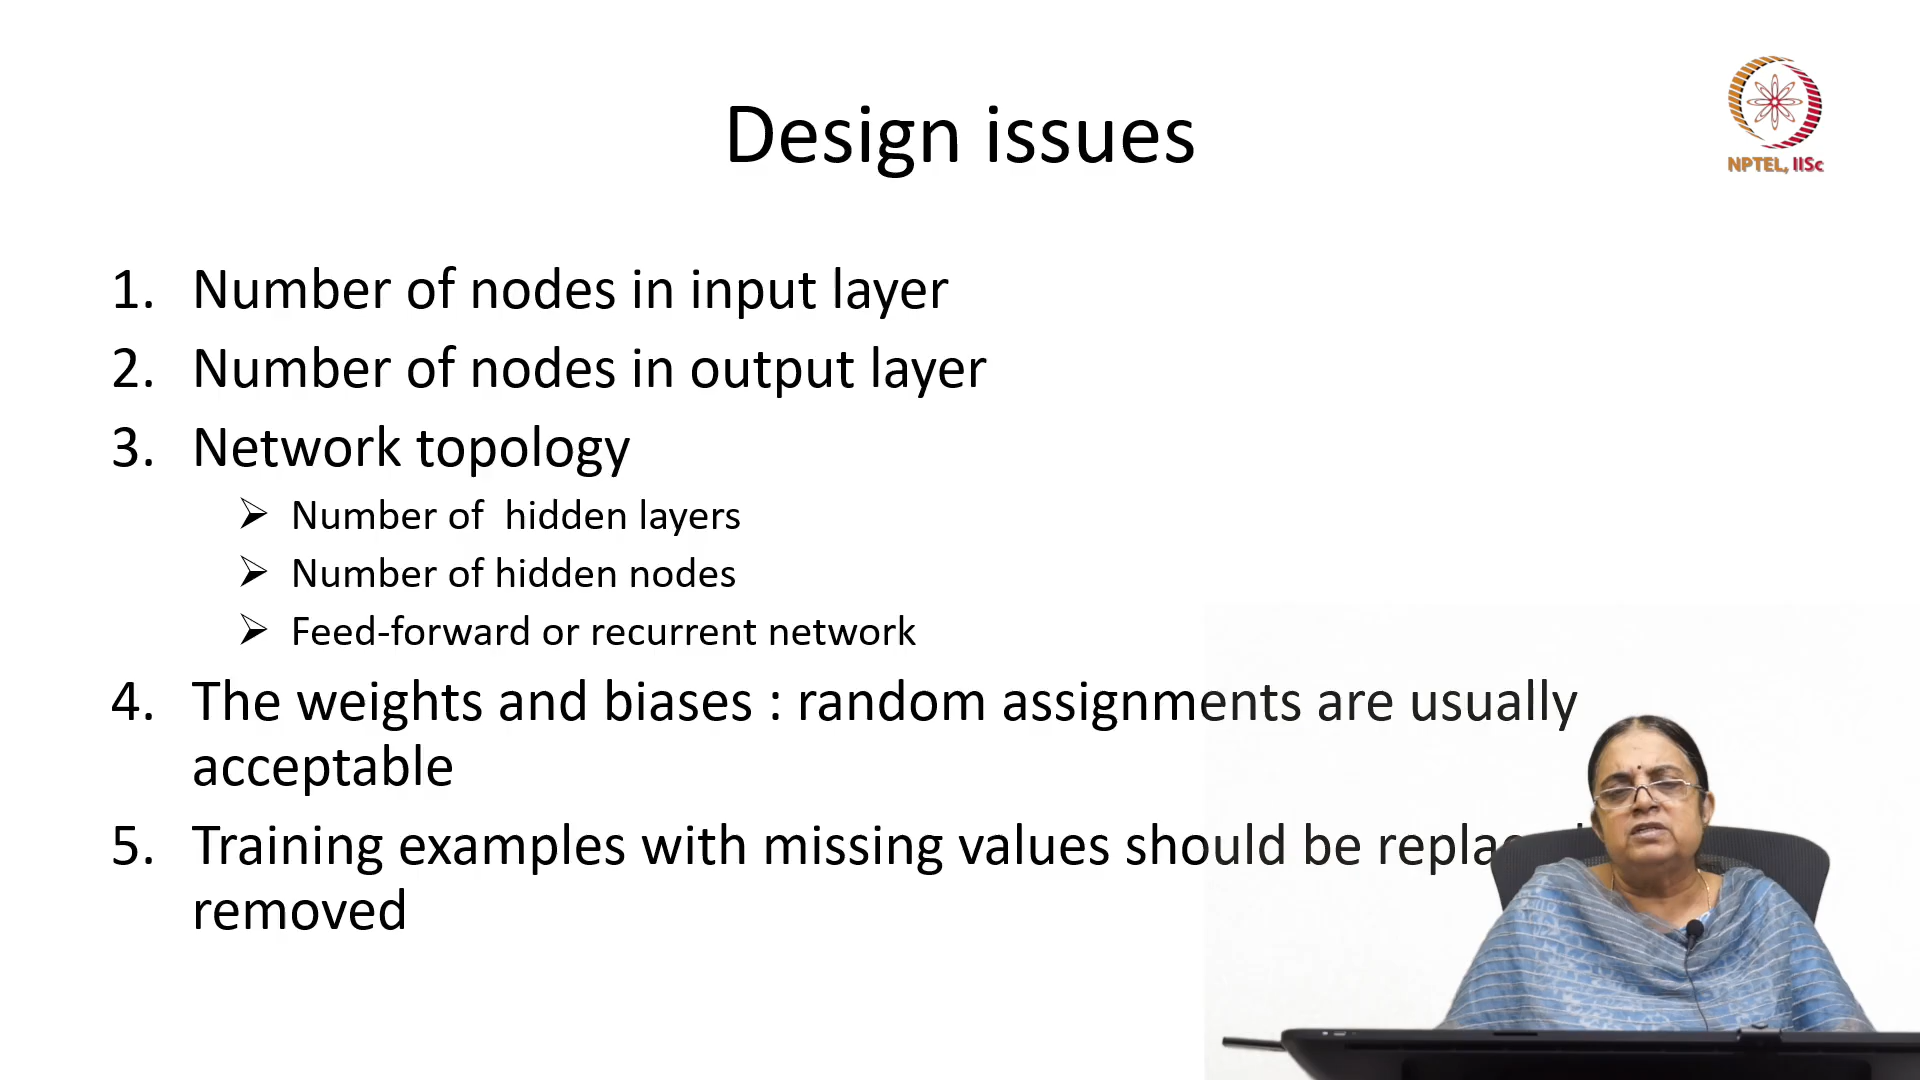 Design issues
NPTEL, IISc
1. Number of nodes in input layer
2. Number of nodes in output layer
3. Network topology
➢ Number of hidden layers
➢ Number of hidden nodes
➢ Feed-forward or recurrent network
4. The weights and biases : random assignments are usually
acceptable
5. Training examples with missing values should be
removed